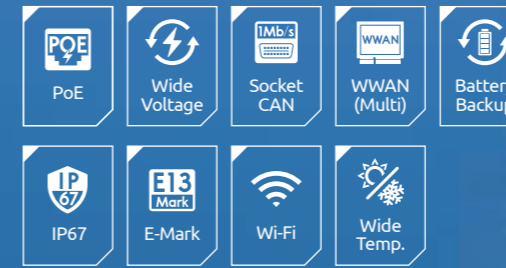 POE
PoE
Wide
Voltage
1Mb/s
Socket
CAN
WWAN
WWAN
(Multi)
Batter
Backup
IP
67
IP67
E13
Mark
E-Mark
Wi-Fi
Wide
Temp.